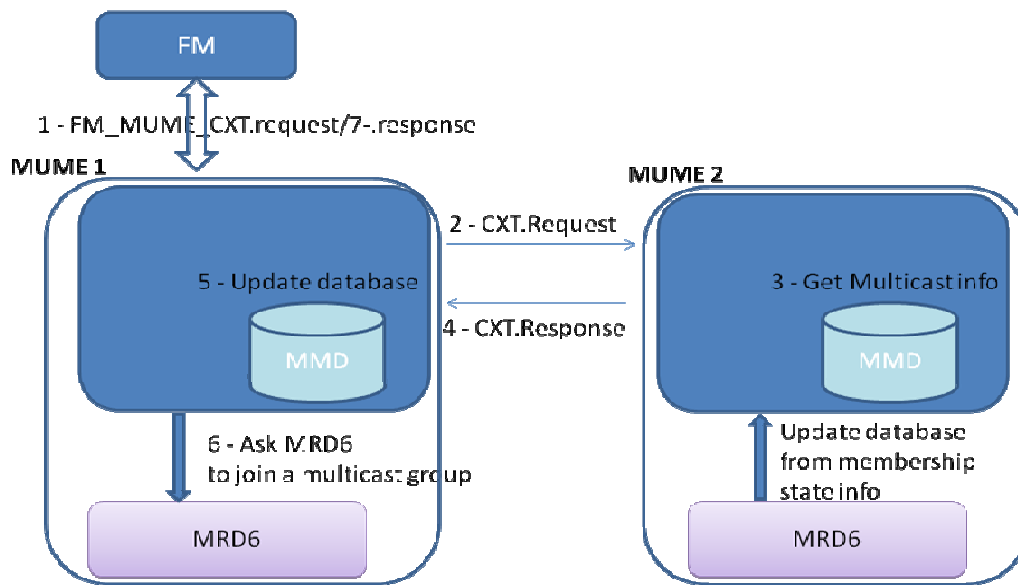 FM
1 - FM_MUME_CXT.request/7-.response
MUME 1
MUME 2
2 - CXT.Request
5 - Update database
3 - Get Multicast info
4 - CXT.Response
MMD
MMD
6 - Ask MRD6
to join a multicast group
Update database
from membership
state info
MRD6
MRD6